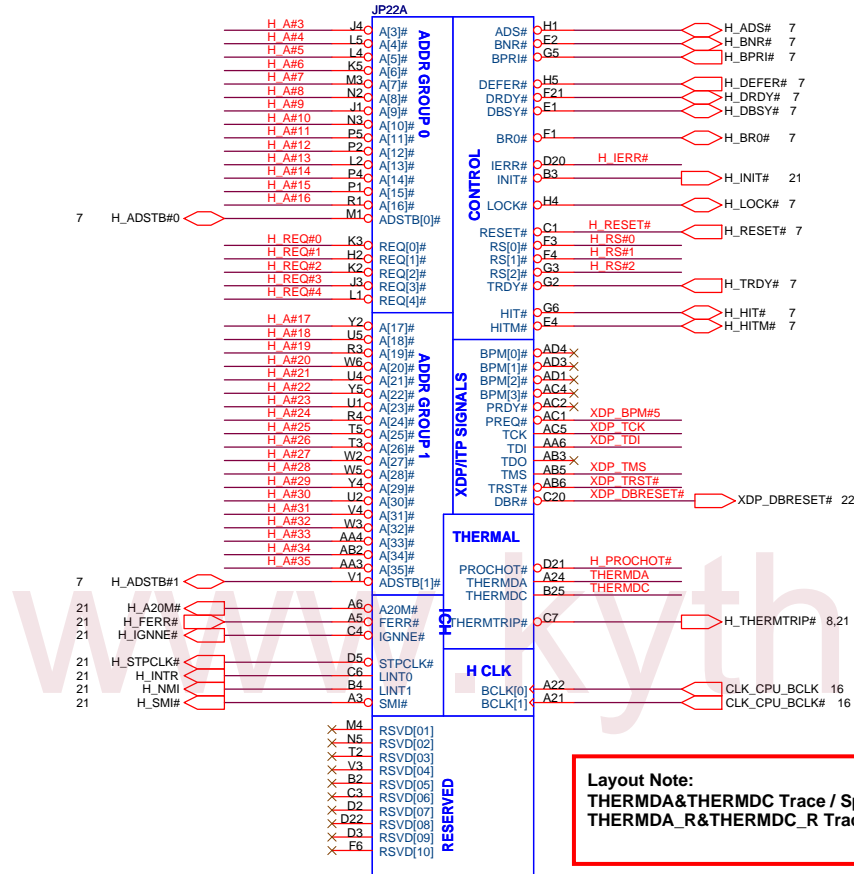 JP22A
H_A#3 J4 A[3]# ADS# H1 H_ADS# 7
H_A#4 L5 A[4]# BNR# E2 H_BNR# 7
H_A#5 L4 A[5]# BPRI# G5 H_BPRI# 7
H_A#6 K5 A[6]#
H_A#7 M3 A[7]# DEFER# H5 H_DEFER# 7
H_A#8 N2 A[8]# DRDY# F21 H_DRDY# 7
H_A#9 J1 A[9]# DBSY# E1 H_DBSY# 7
H_A#10 N3 A[10]#
H_A#11 P5 A[11]# BR0# F1 H_BR0# 7
H_A#12 P2 A[12]#
H_A#13 L2 A[13]# IERR# D20 H_IERR#
H_A#14 P4 A[14]# INIT# B3 H_INIT# 21
H_A#15 P1 A[15]#
H_A#16 R1 A[16]# LOCK# H4 H_LOCK# 7
7 H_ADSTB#0 M1 ADSTB[0]#
ADDR GROUP 0
CONTROL
RESET# C1 H_RESET# H_RESET# 7
H_REQ#0 K3 REQ[0]# RS[0]# F3 H_RS#0
H_REQ#1 H2 REQ[1]# RS[1]# F4 H_RS#1
H_REQ#2 K2 REQ[2]# RS[2]# G3 H_RS#2
H_REQ#3 J3 REQ[3]# TRDY# G2 H_TRDY# 7
H_REQ#4 L1 REQ[4]#
HIT# G6 H_HIT# 7
H_A#17 Y2 A[17]# HITM# E4 H_HITM# 7
H_A#18 U5 A[18]#
H_A#19 R3 A[19]# BPM[0]# AD4
H_A#20 W6 A[20]# BPM[1]# AD3
H_A#21 U4 A[21]# BPM[2]# AD1
H_A#22 Y5 A[22]# BPM[3]# AC4
H_A#23 U1 A[23]# PRDY# AC2
H_A#24 R4 A[24]# PREQ# AC1 XDP_BPM#5
H_A#25 T5 A[25]# TCK AC5 XDP_TCK
H_A#26 T3 A[26]# TDI AA6 XDP_TDI
H_A#27 W2 A[27]# TDO AB3
H_A#28 W5 A[28]# TMS AB5 XDP_TMS
H_A#29 Y4 A[29]# TRST# AB6 XDP_TRST#
H_A#30 U2 A[30]# DBR# C20 XDP_DBRESET# XDP_DBRESET# 22
H_A#31 V4 A[31]#
H_A#32 W3 A[32]#
H_A#33 AA4 A[33]#
H_A#34 AB2 A[34]#
H_A#35 AA3 A[35]#
7 H_ADSTB#1 V1 ADSTB[1]#
ADDR GROUP 1
XDP/ITP SIGNALS
THERMAL
PROCHOT# D21 H_PROCHOT#
THERMDA A24 THERMDA
THERMDC B25 THERMDC
21 H_A20M# A6 A20M#
21 H_FERR# A5 FERR# THERMTRIP# C7 H_THERMTRIP# 8,21
21 H_IGNNE# C4 IGNNE#
ICH
21 H_STPCLK# D5 STPCLK# H CLK
21 H_INTR C6 LINT0
21 H_NMI B4 LINT1 BCLK[0] A22 CLK_CPU_BCLK 16
21 H_SMI# A3 SMI# BCLK[1] A21 CLK_CPU_BCLK# 16
M4 RSVD[01]
N5 RSVD[02]
T2 RSVD[03]
V3 RSVD[04]
B2 RSVD[05]
C3 RSVD[06]
D2 RSVD[07]
D22 RSVD[08]
D3 RSVD[09]
F6 RSVD[10]
RESERVED
Layout Note:
THERMDA&THERMDC Trace / Sp
THERMDA_R&THERMDC_R Trac
www.kyth